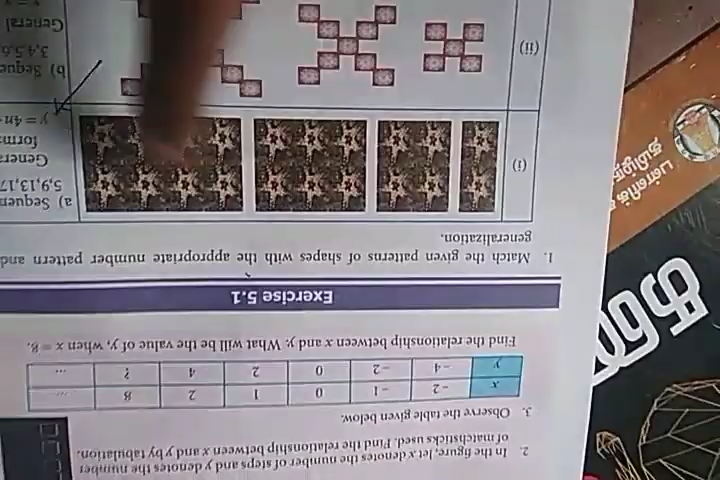 2. In the figure, let x denotes the number of steps and y denotes the number
of matchsticks used. Find the relationship between x and y by tabulation.
3. Observe the table given below.
x -2 -1 0 1 2 8 ...
y -4 -2 0 2 4 ? ...
Find the relationship between x and y. What will be the value of y, when x = 8.
Exercise 5.1
1. Match the given patterns of shapes with the appropriate number pattern and
generalization.
(i)
a) Sequen
5,9,13,17
Genera
form:
y = 4n
(ii)
b) Seque
3,4,5,6
General